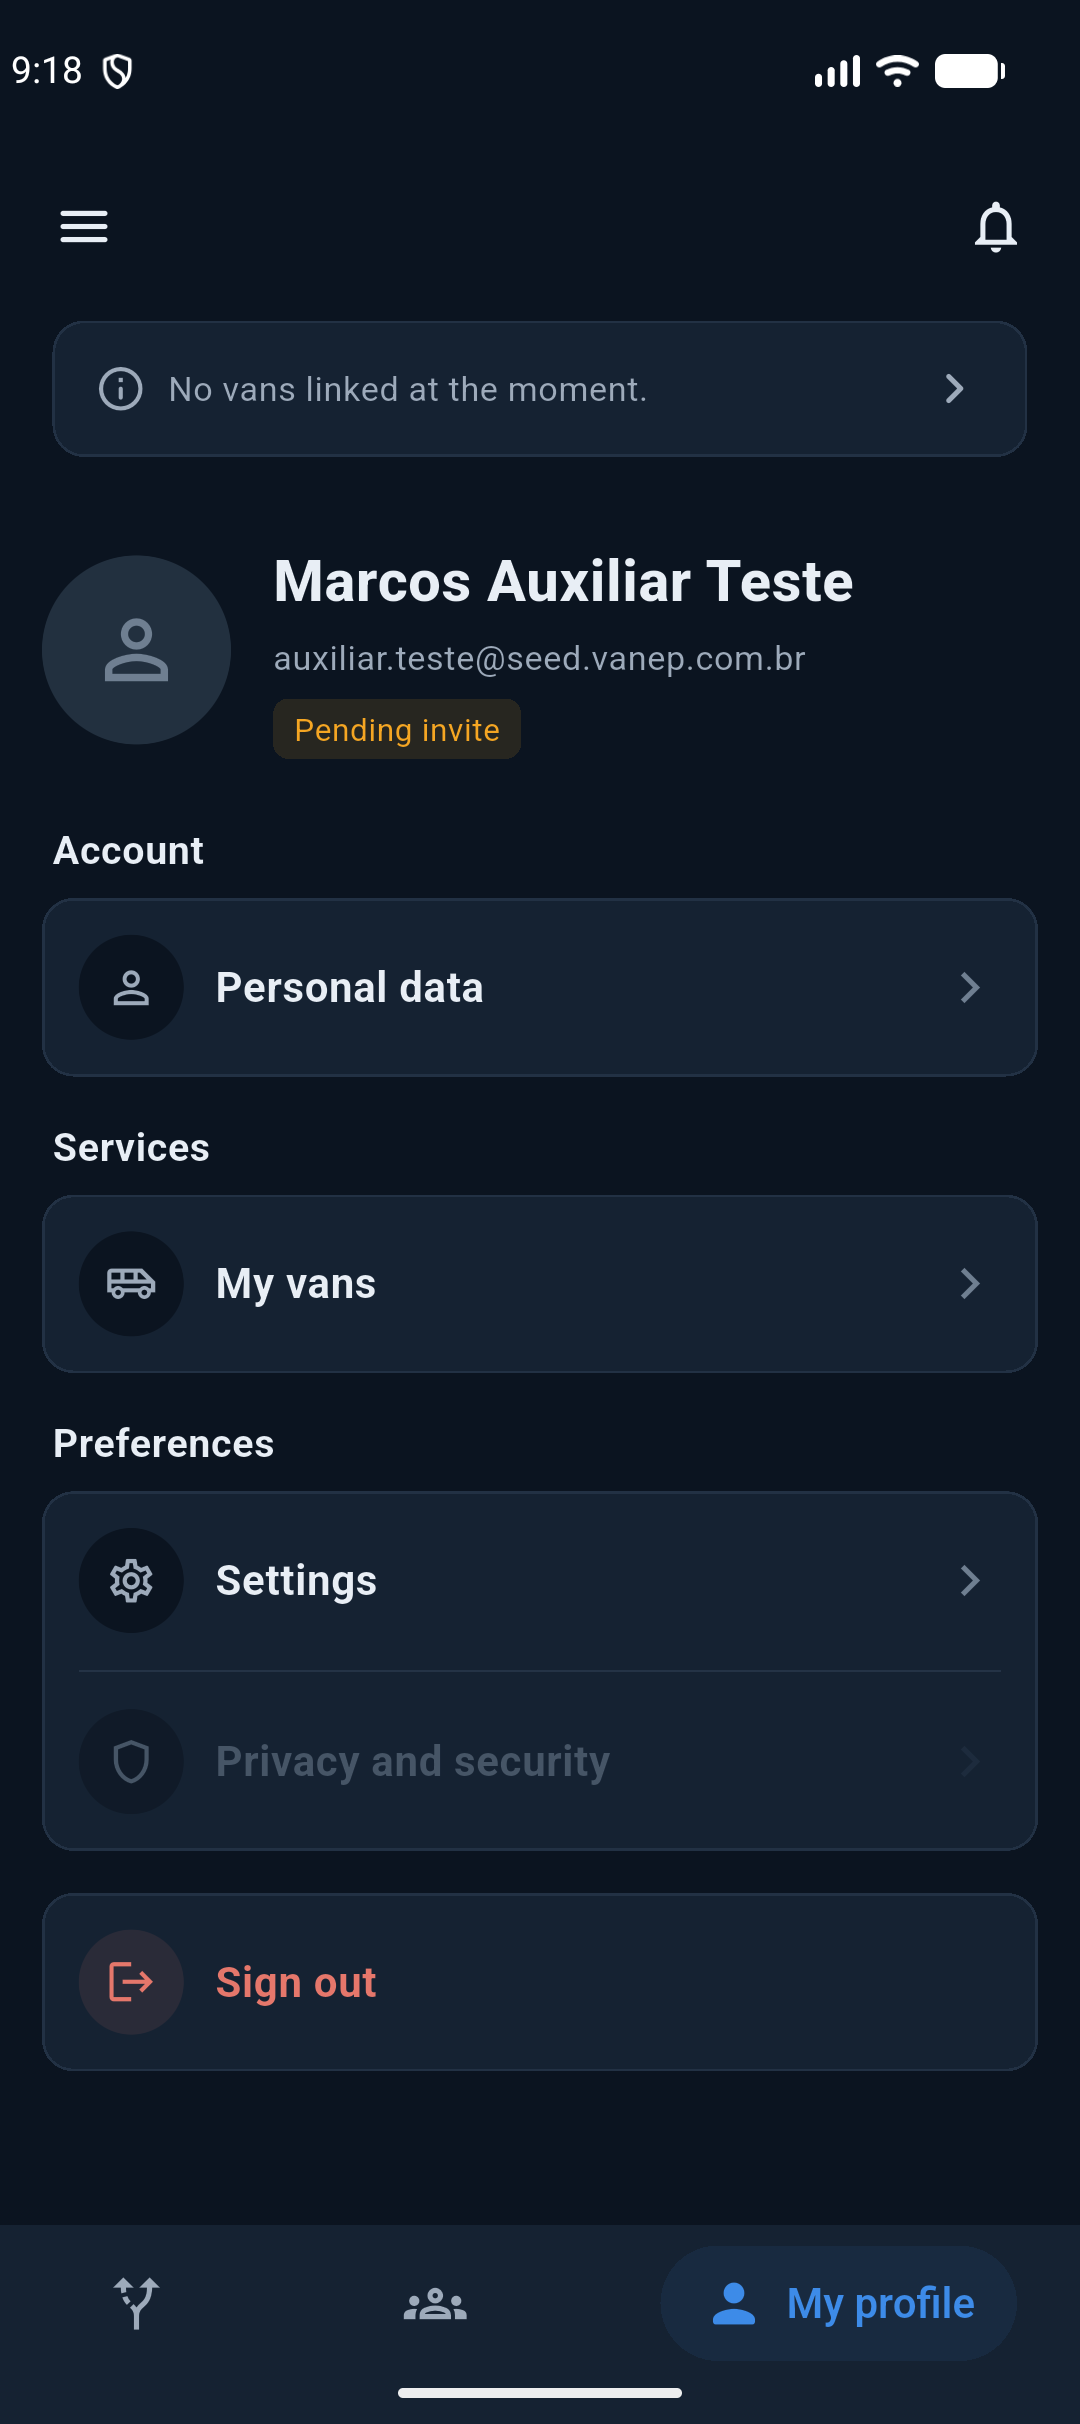 9:18
No vans linked at the moment.
Marcos Auxiliar Teste
auxiliar.teste@seed.vanep.com.br
Pending invite
Account
Personal data
Services
My vans
Preferences
Settings
Privacy and security
Sign out
My profile